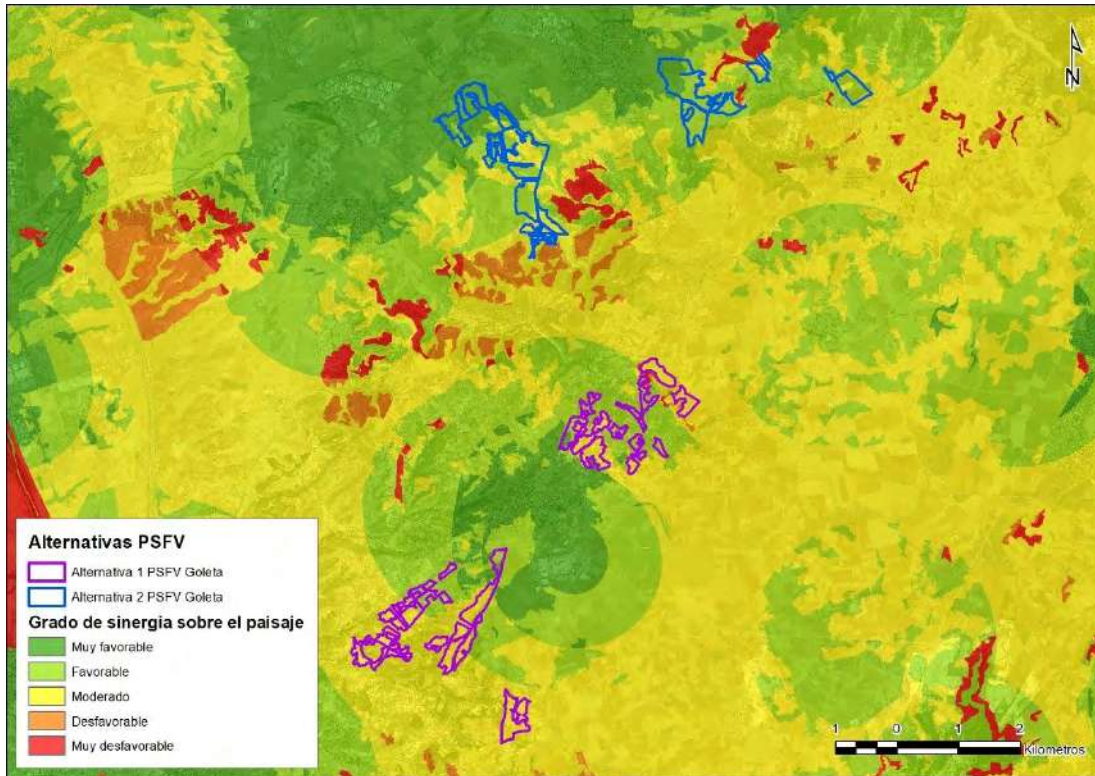 N
Alternativas PSFV
Alternativa 1 PSFV Goleta
Alternativa 2 PSFV Goleta
Grado de sinergia sobre el paisaje
Muy favorable
Favorable
Moderado
Desfavorable
Muy desfavorable
1 0 1 2
Kilometros